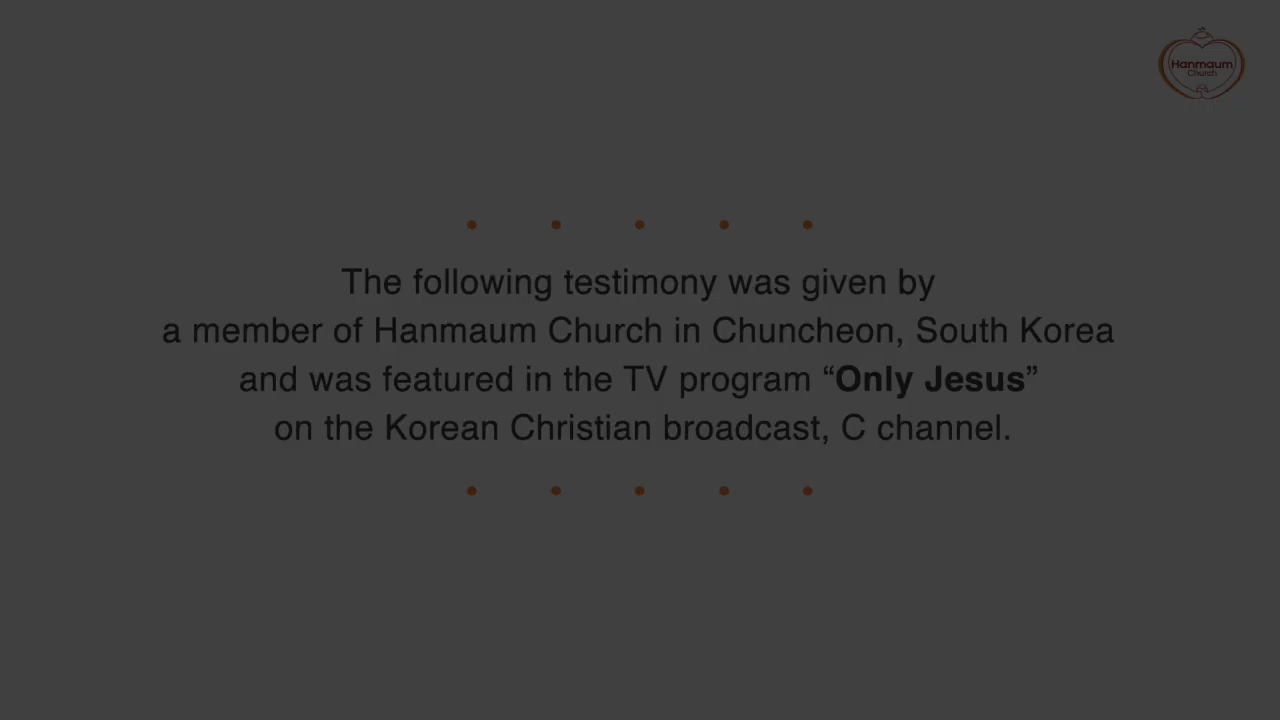 Hanmaum
Church
The following testimony was given by
a member of Hanmaum Church in Chuncheon, South Korea
and was featured in the TV program “Only Jesus”
on the Korean Christian broadcast, C channel.